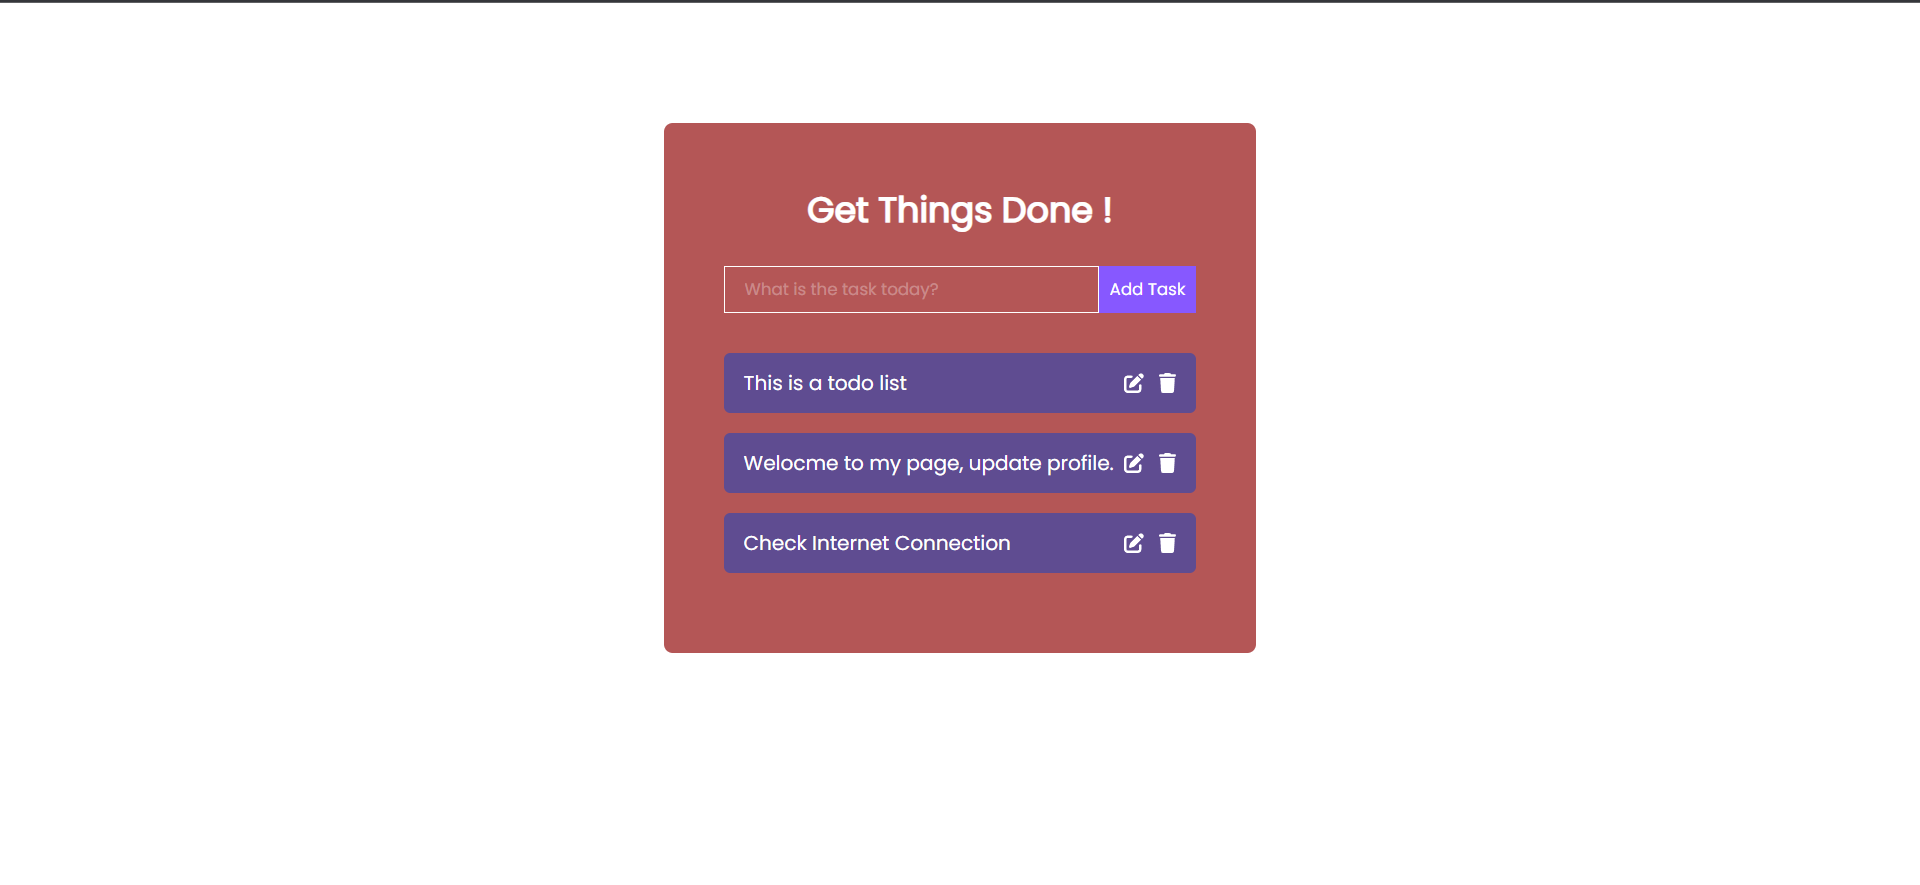 Get Things Done !
What is the task today?
Add Task
This is a todo list
Welocme to my page, update profile.
Check Internet Connection